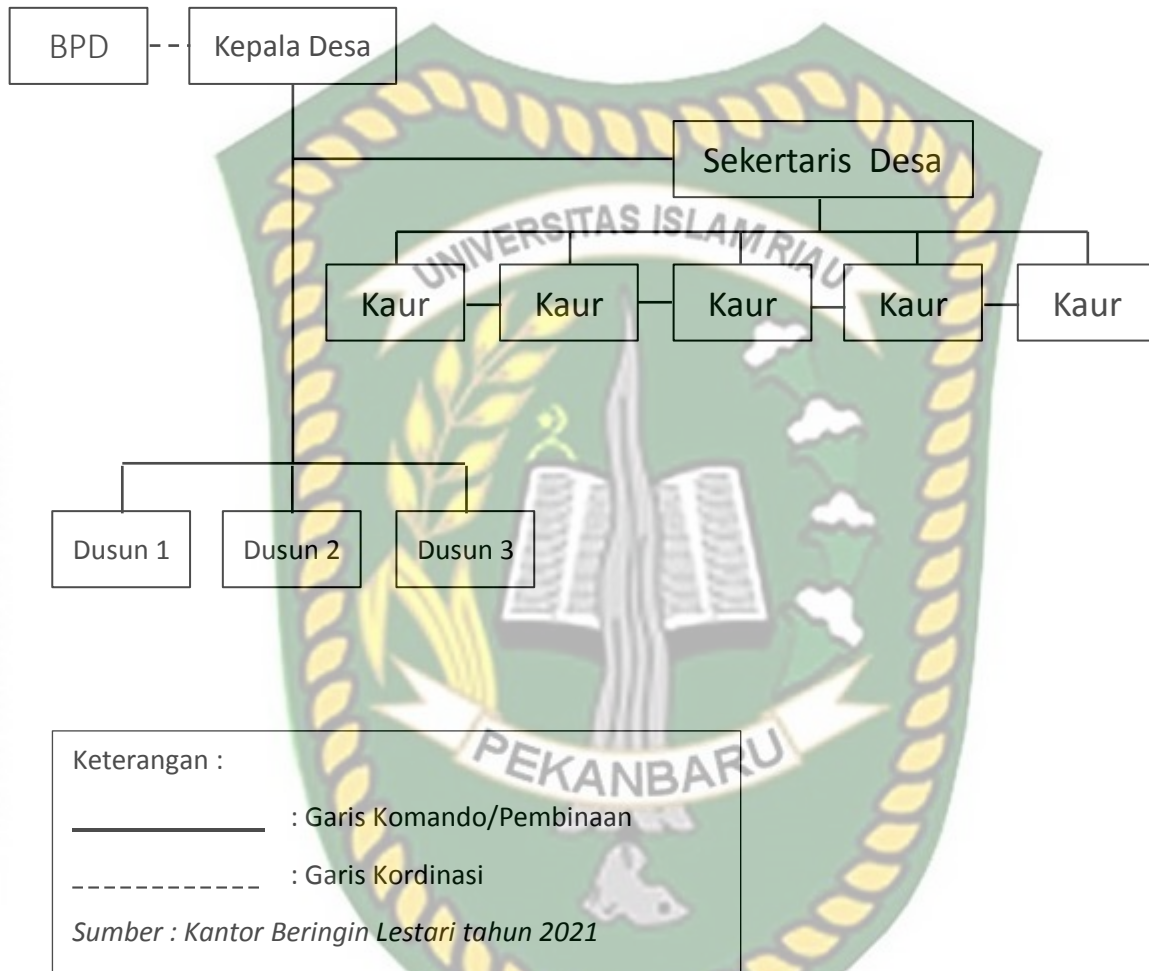 BPD
Kepala Desa
Sekertaris Desa
UNIVERSITAS ISLAM RIAU
Kaur
Kaur
Kaur
Kaur
Kaur
Dusun 1
Dusun 2
Dusun 3
PEKANBARU
Keterangan :
: Garis Komando/Pembinaan
: Garis Kordinasi
Sumber : Kantor Beringin Lestari tahun 2021